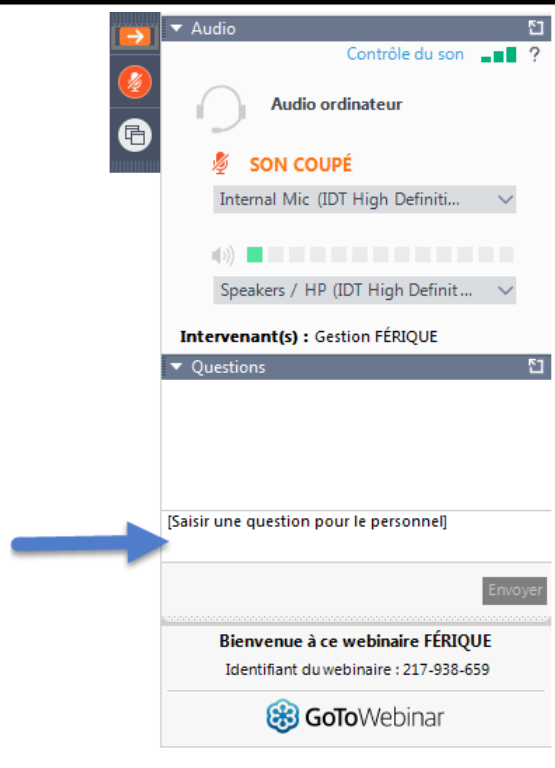 Audio
Contrôle du son ?
Audio ordinateur
SON COUPÉ
Internal Mic (IDT High Definiti...
Speakers / HP (IDT High Definit...
Intervenant(s) : Gestion FÉRIQUE
Questions
[Saisir une question pour le personnel]
Envoyer
Bienvenue à ce webinaire FÉRIQUE
Identifiant du webinaire : 217-938-659
GoToWebinar